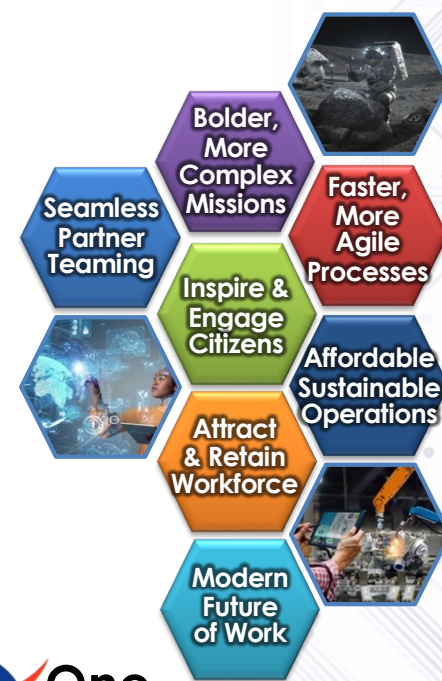 Bolder,
More
Complex
Missions
Seamless
Partner
Teaming
Faster,
More
Agile
Processes
Inspire &
Engage
Citizens
Affordable
Sustainable
Operations
Attract
& Retain
Workforce
Modern
Future
of Work
One